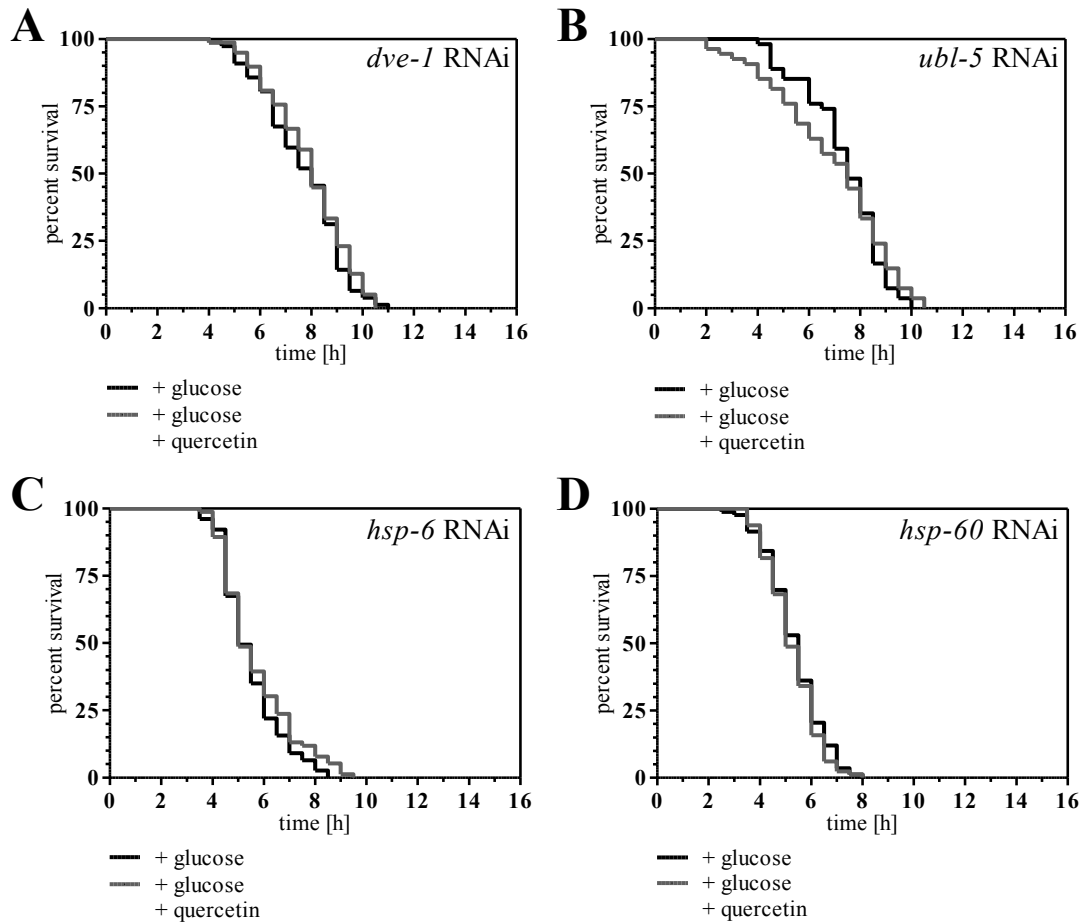 A
dve-1 RNAi
percent survival
100
75
50
25
0
0 2 4 6 8 10 12 14 16
time [h]
+ glucose
+ glucose
+ quercetin
B
ubl-5 RNAi
percent survival
100
75
50
25
0
0 2 4 6 8 10 12 14 16
time [h]
+ glucose
+ glucose
+ quercetin
C
hsp-6 RNAi
percent survival
100
75
50
25
0
0 2 4 6 8 10 12 14 16
time [h]
+ glucose
+ glucose
+ quercetin
D
hsp-60 RNAi
percent survival
100
75
50
25
0
0 2 4 6 8 10 12 14 16
time [h]
+ glucose
+ glucose
+ quercetin